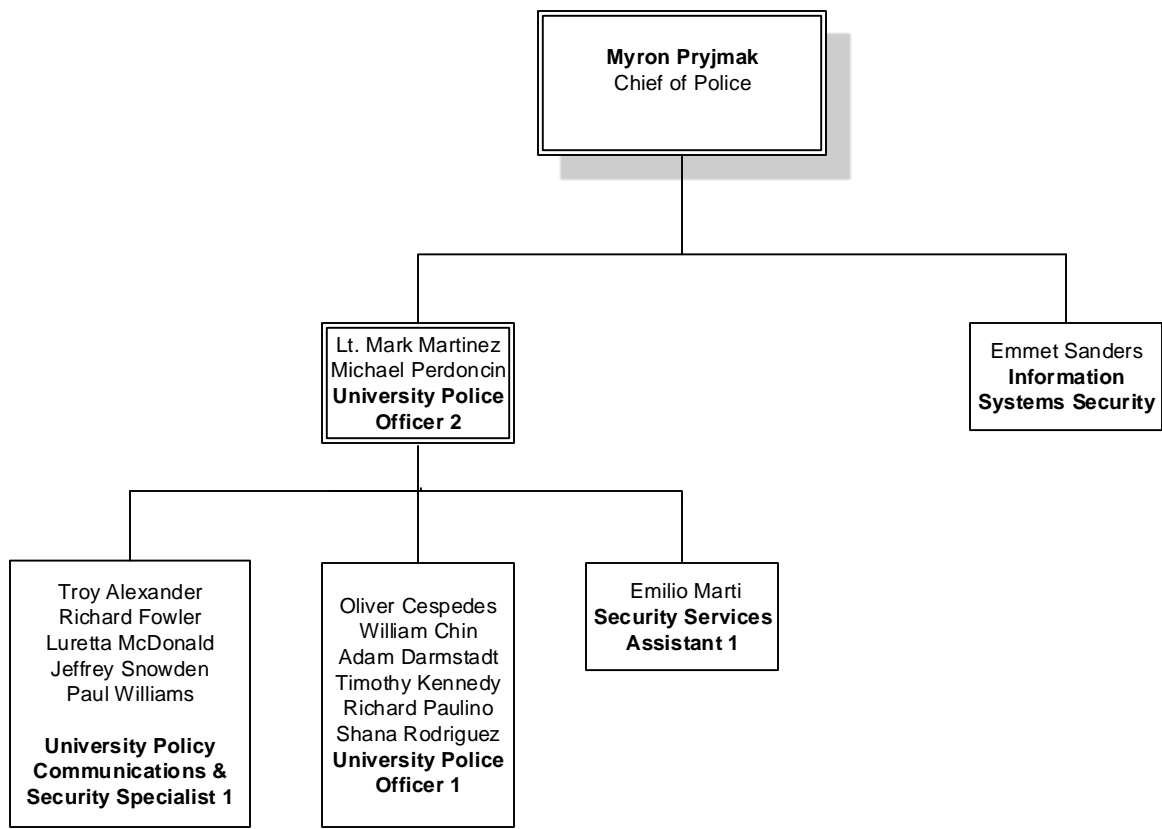 Myron Pryjmak
Chief of Police
Lt. Mark Martinez
Michael Perdoncin
University Police
Officer 2
Emmet Sanders
Information
Systems Security
Troy Alexander
Richard Fowler
Luretta McDonald
Jeffrey Snowden
Paul Williams
University Policy
Communications &
Security Specialist 1
Oliver Cespedes
William Chin
Adam Darmstadt
Timothy Kennedy
Richard Paulino
Shana Rodriguez
University Police
Officer 1
Emilio Marti
Security Services
Assistant 1